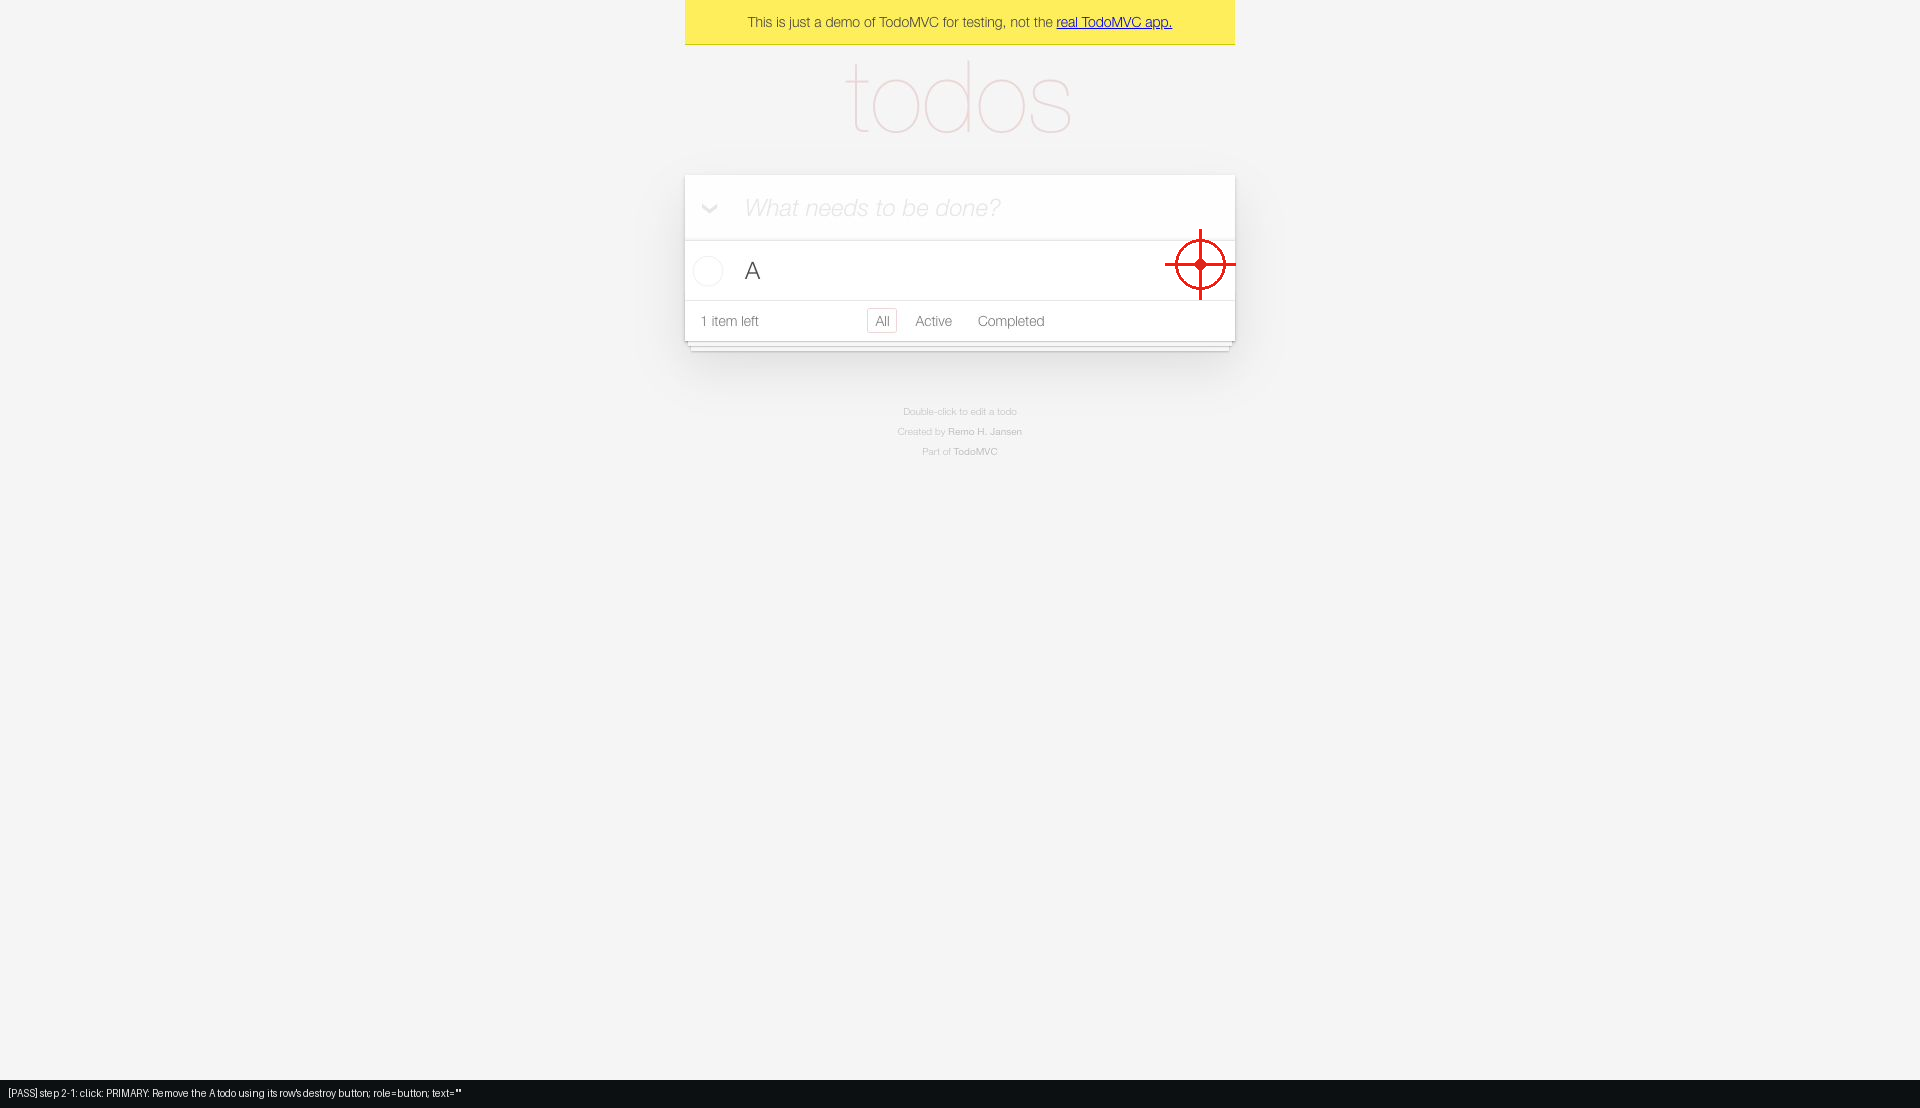 This is just a demo of TodoMVC for testing, not the real TodoMVC app.
todos
What needs to be done?
A
1 item left
All
Active
Completed
Double-click to edit a todo
Created by Remo H. Jansen
Part of TodoMVC
[PASS] step 2-1: click: PRIMARY: Remove the A todo using its row's destroy button; role=button; text=""